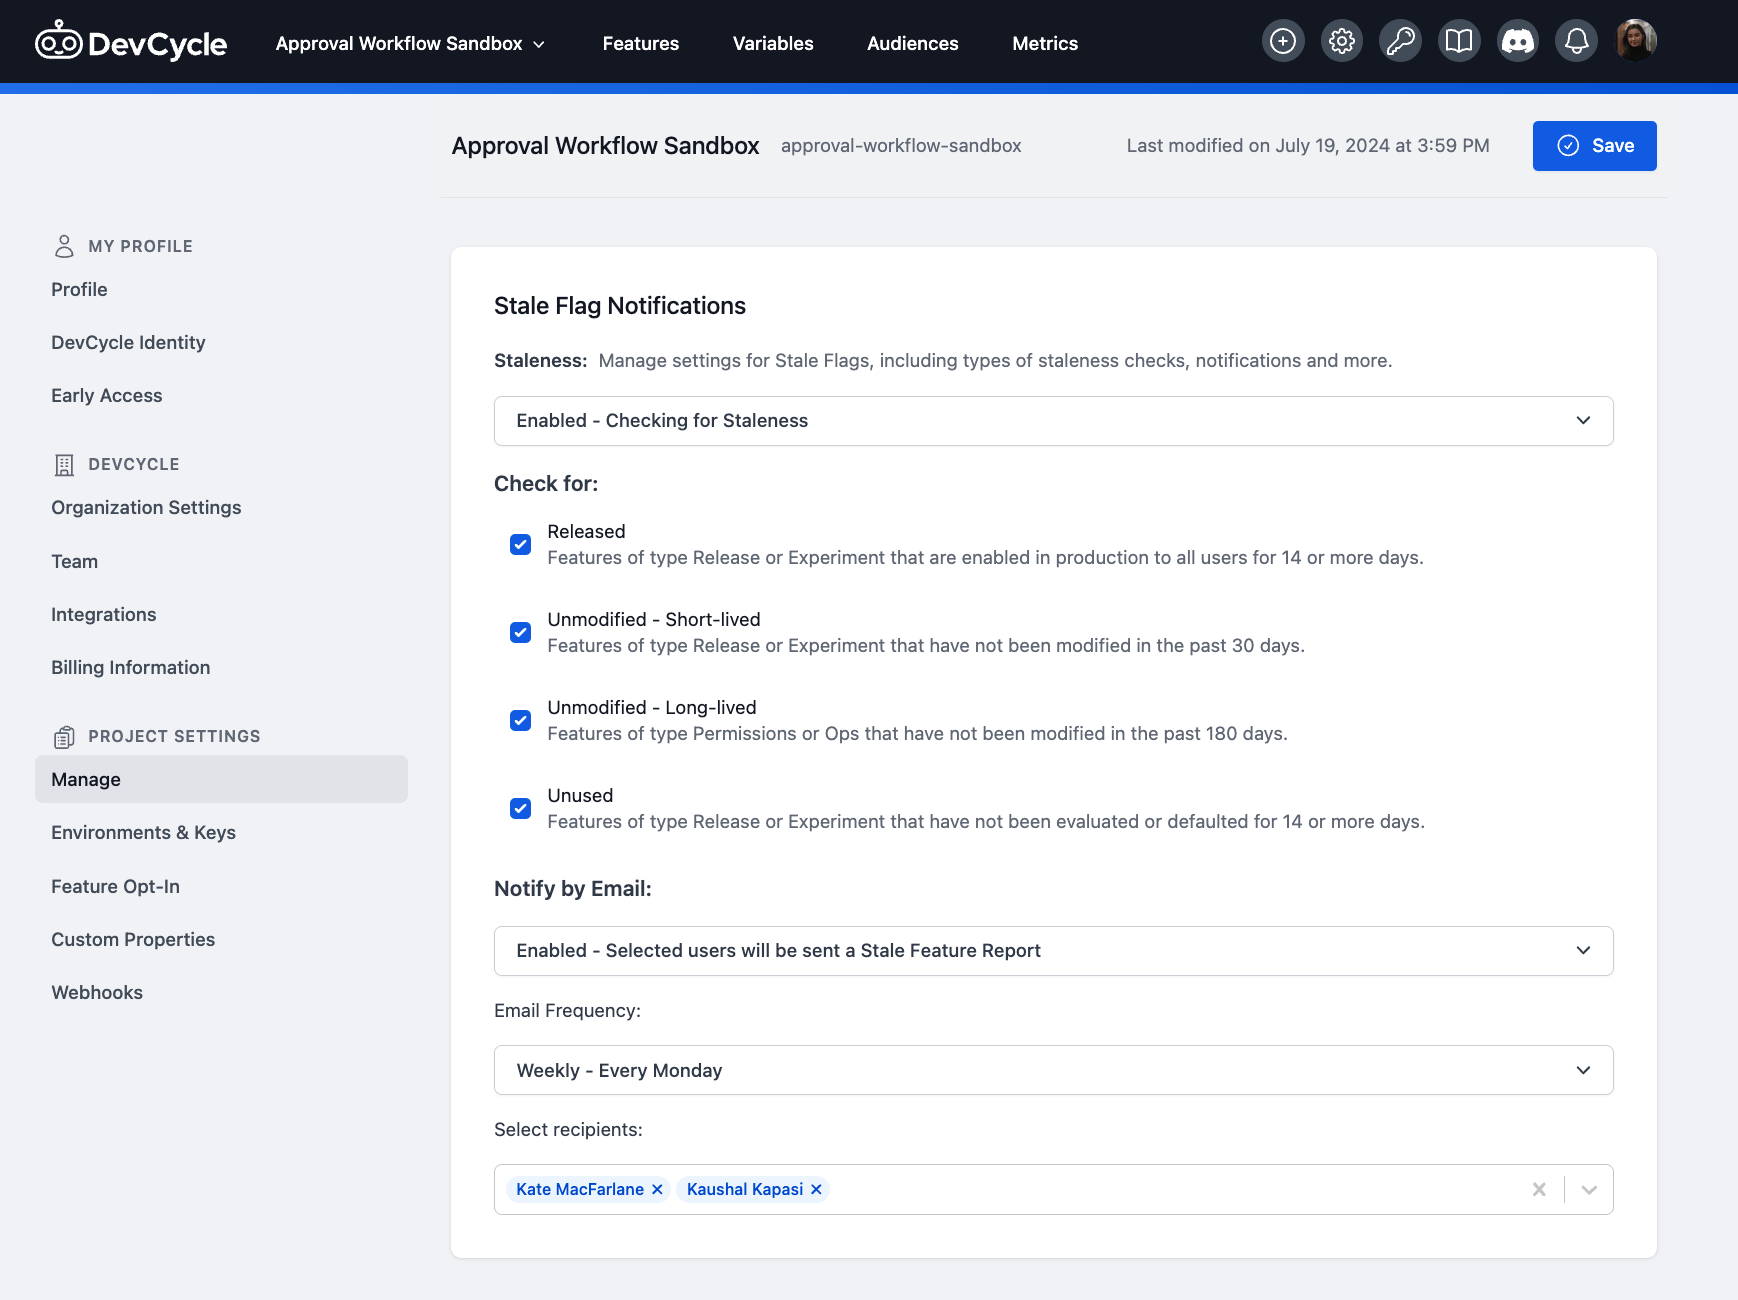 DevCycle
Approval Workflow Sandbox
Features
Variables
Audiences
Metrics
Approval Workflow Sandbox
approval-workflow-sandbox
Last modified on July 19, 2024 at 3:59 PM
Save
MY PROFILE
Profile
DevCycle Identity
Early Access
DEVCYCLE
Organization Settings
Team
Integrations
Billing Information
PROJECT SETTINGS
Manage
Environments & Keys
Feature Opt-In
Custom Properties
Webhooks
Stale Flag Notifications
Staleness: Manage settings for Stale Flags, including types of staleness checks, notifications and more.
Enabled - Checking for Staleness
Check for:
Released
Features of type Release or Experiment that are enabled in production to all users for 14 or more days.
Unmodified - Short-lived
Features of type Release or Experiment that have not been modified in the past 30 days.
Unmodified - Long-lived
Features of type Permissions or Ops that have not been modified in the past 180 days.
Unused
Features of type Release or Experiment that have not been evaluated or defaulted for 14 or more days.
Notify by Email:
Enabled - Selected users will be sent a Stale Feature Report
Email Frequency:
Weekly - Every Monday
Select recipients:
Kate MacFarlane
Kaushal Kapasi